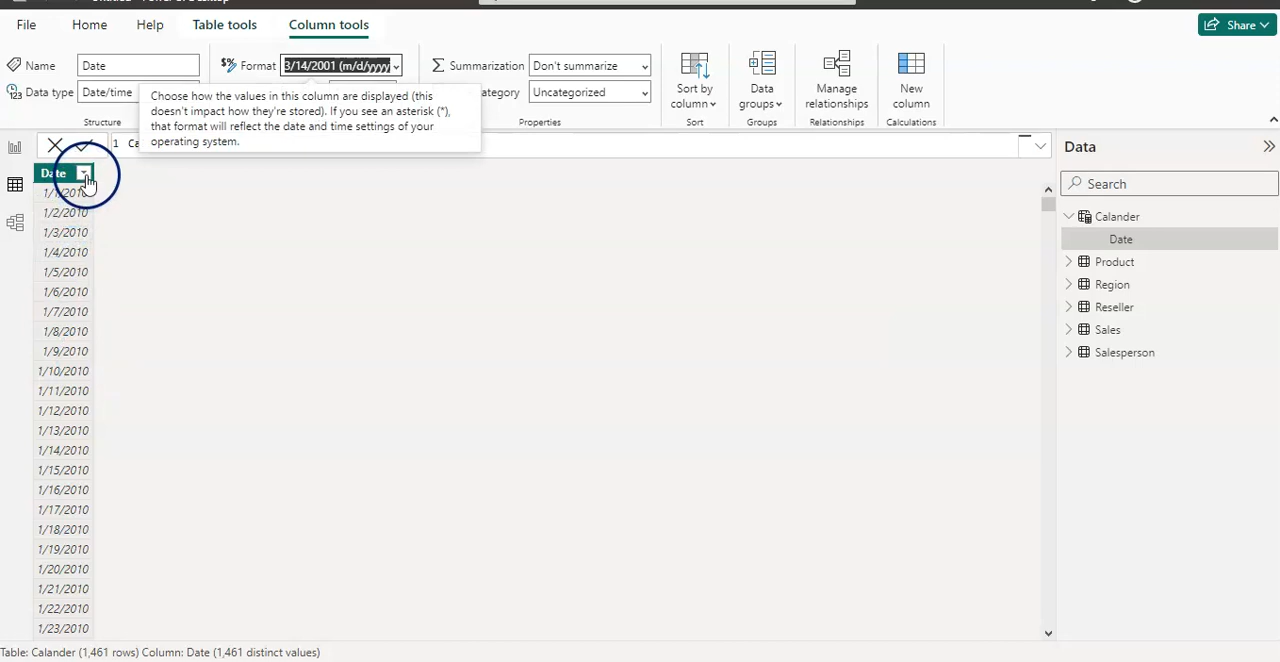 File Home Help Table tools Column tools Share
Name Date Format 3/14/2001 (m/d/yyyy Summarization Don't summarize Sort by column Data groups Manage relationships New column
Data type Date/time Uncategorized
Choose how the values in this column are displayed (this
doesn't impact how they're stored). If you see an asterisk (*),
that format will reflect the date and time settings of your
operating system.
Structure Properties Sort Groups Relationships Calculations
1 Ca
Data
Search
Calander
Date
Product
Region
Reseller
Sales
Salesperson
Date
1/1/2010
1/2/2010
1/3/2010
1/4/2010
1/5/2010
1/6/2010
1/7/2010
1/8/2010
1/9/2010
1/10/2010
1/11/2010
1/12/2010
1/13/2010
1/14/2010
1/15/2010
1/16/2010
1/17/2010
1/18/2010
1/19/2010
1/20/2010
1/21/2010
1/22/2010
1/23/2010
Table: Calander (1,461 rows) Column: Date (1,461 distinct values)